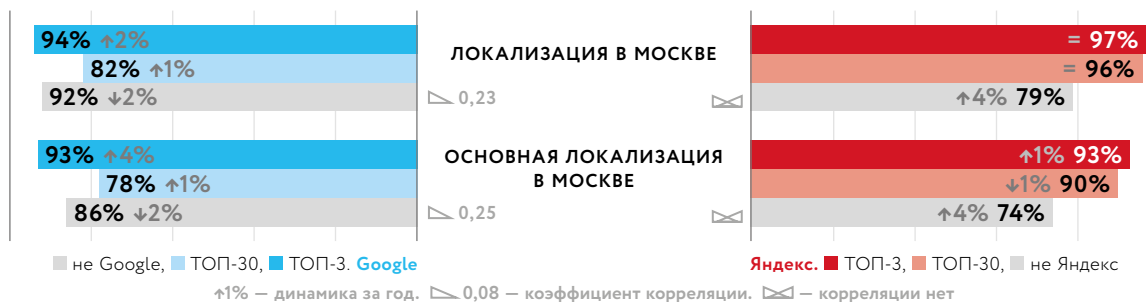 94% ↑2%
82% ↑1%
92% ↓2%
ЛОКАЛИЗАЦИЯ В МОСКВЕ
0,23
= 97%
= 96%
↑4% 79%
93% ↑4%
78% ↑1%
86% ↓2%
ОСНОВНАЯ ЛОКАЛИЗАЦИЯ
В МОСКВЕ
0,25
↑1% 93%
↓1% 90%
↑4% 74%
не Google, ТОП-30, ТОП-3. Google
Яндекс. ТОП-3, ТОП-30, не Яндекс
↑1% — динамика за год. 0,08 — коэффициент корреляции. — корреляции нет